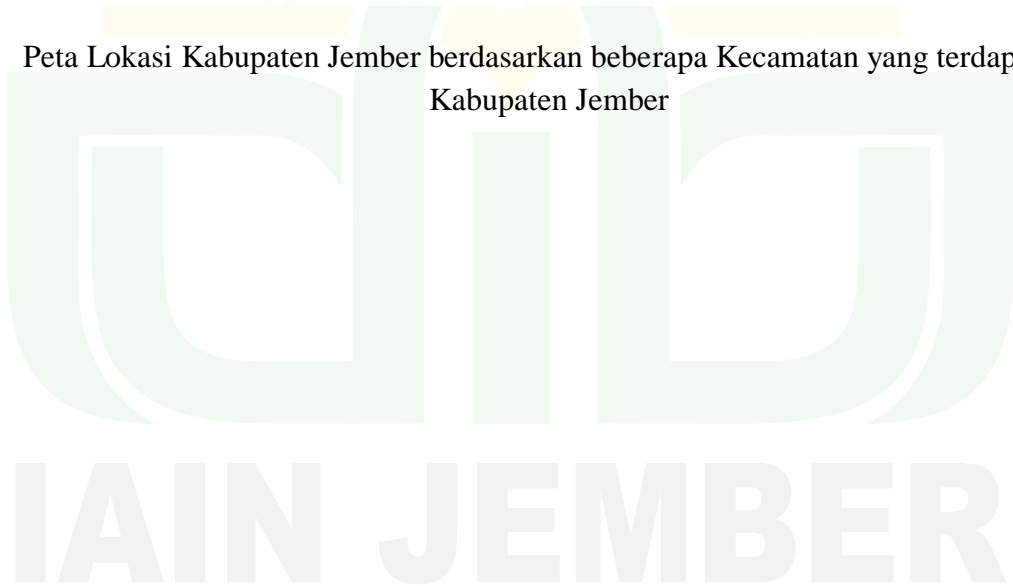 Peta Lokasi Kabupaten Jember berdasarkan beberapa Kecamatan yang terdap
Kabupaten Jember
IAIN JEMBER